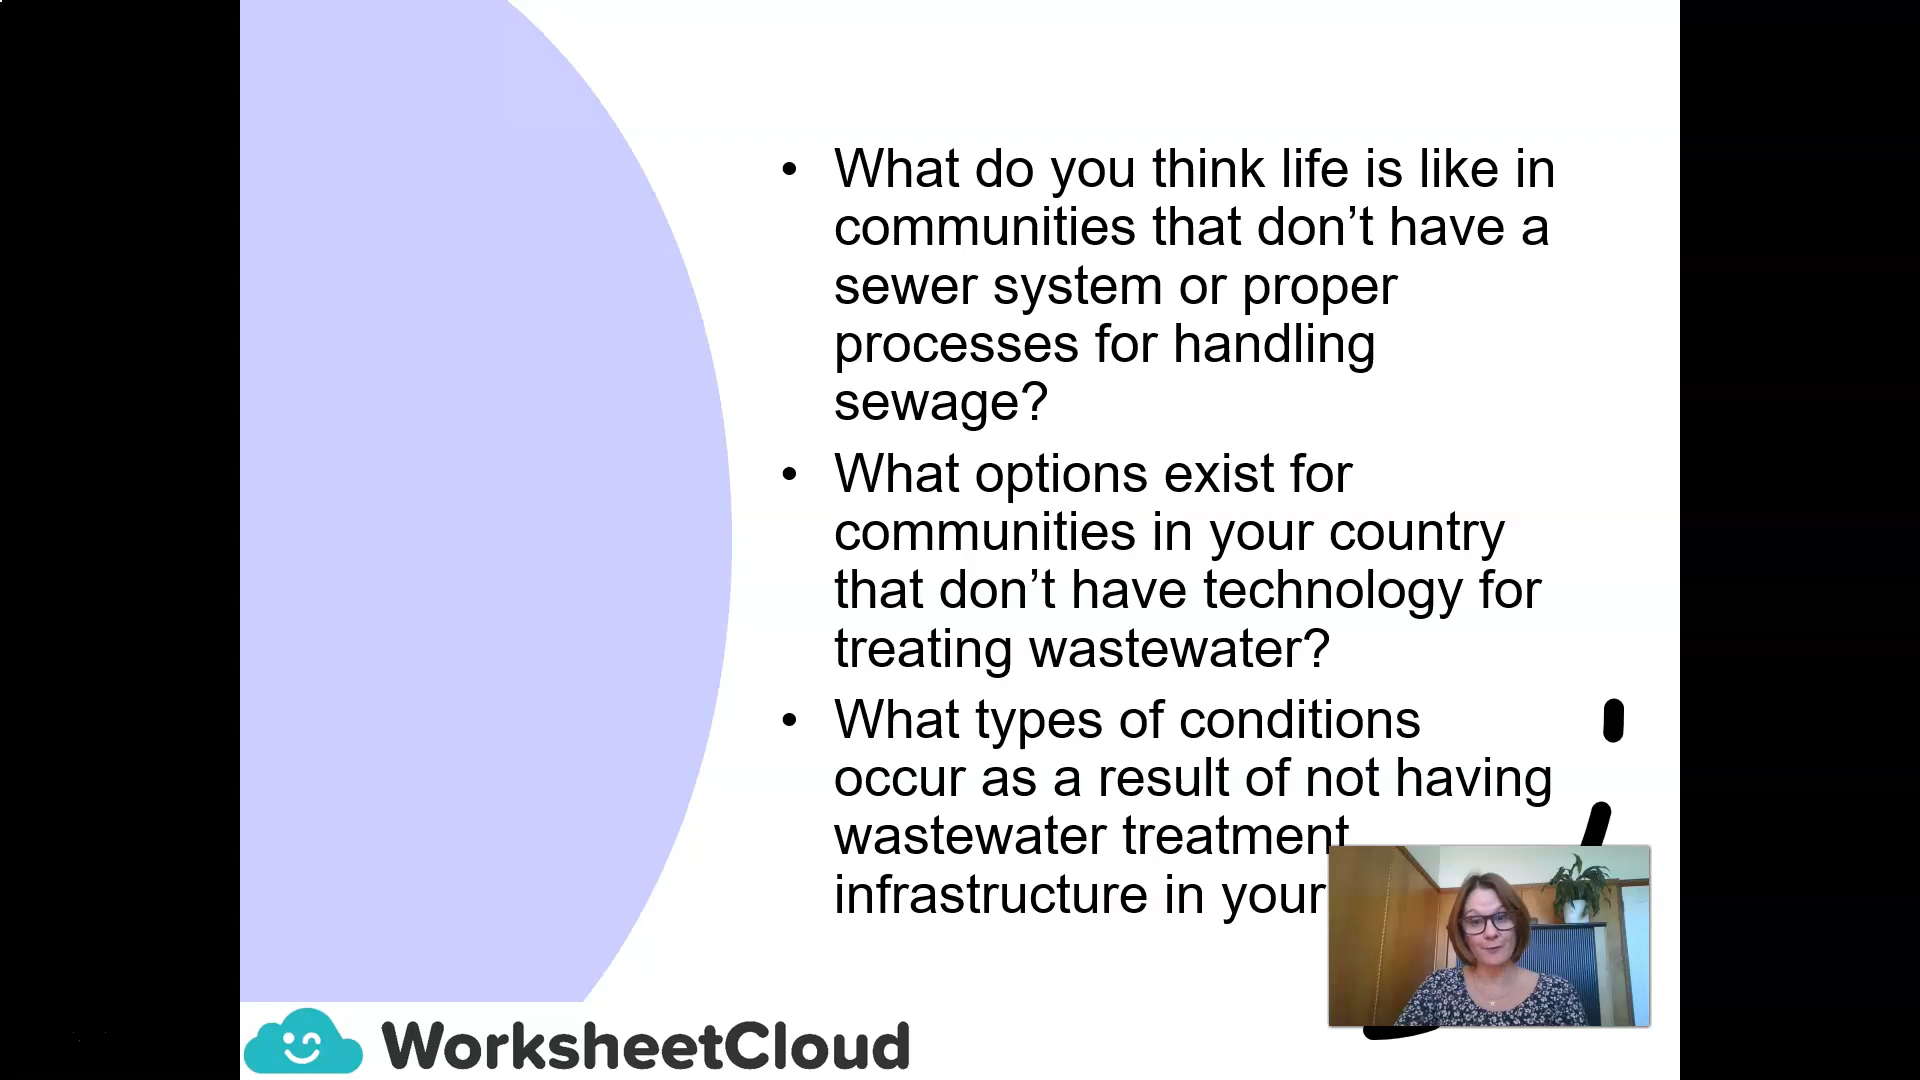 • What do you think life is like in
communities that don’t have a
sewer system or proper
processes for handling
sewage?
• What options exist for
communities in your country
that don’t have technology for
treating wastewater?
• What types of conditions
occur as a result of not having
wastewater treatment
infrastructure in your
WorksheetCloud